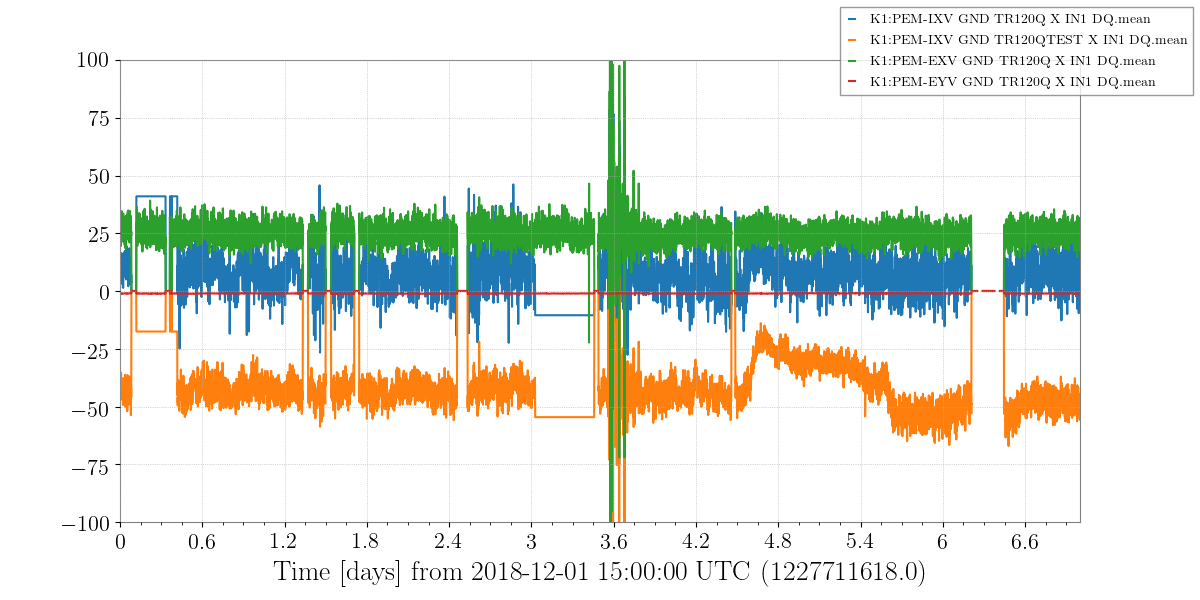 K1:PEM-IXV GND TR120Q X IN1 DQ.mean
K1:PEM-IXV GND TR120QTEST X IN1 DQ.mean
K1:PEM-EXV GND TR120Q X IN1 DQ.mean
K1:PEM-EYV GND TR120Q X IN1 DQ.mean
100
75
50
25
0
−25
−50
−75
−100
0 0.6 1.2 1.8 2.4 3 3.6 4.2 4.8 5.4 6 6.6
Time [days] from 2018-12-01 15:00:00 UTC (1227711618.0)